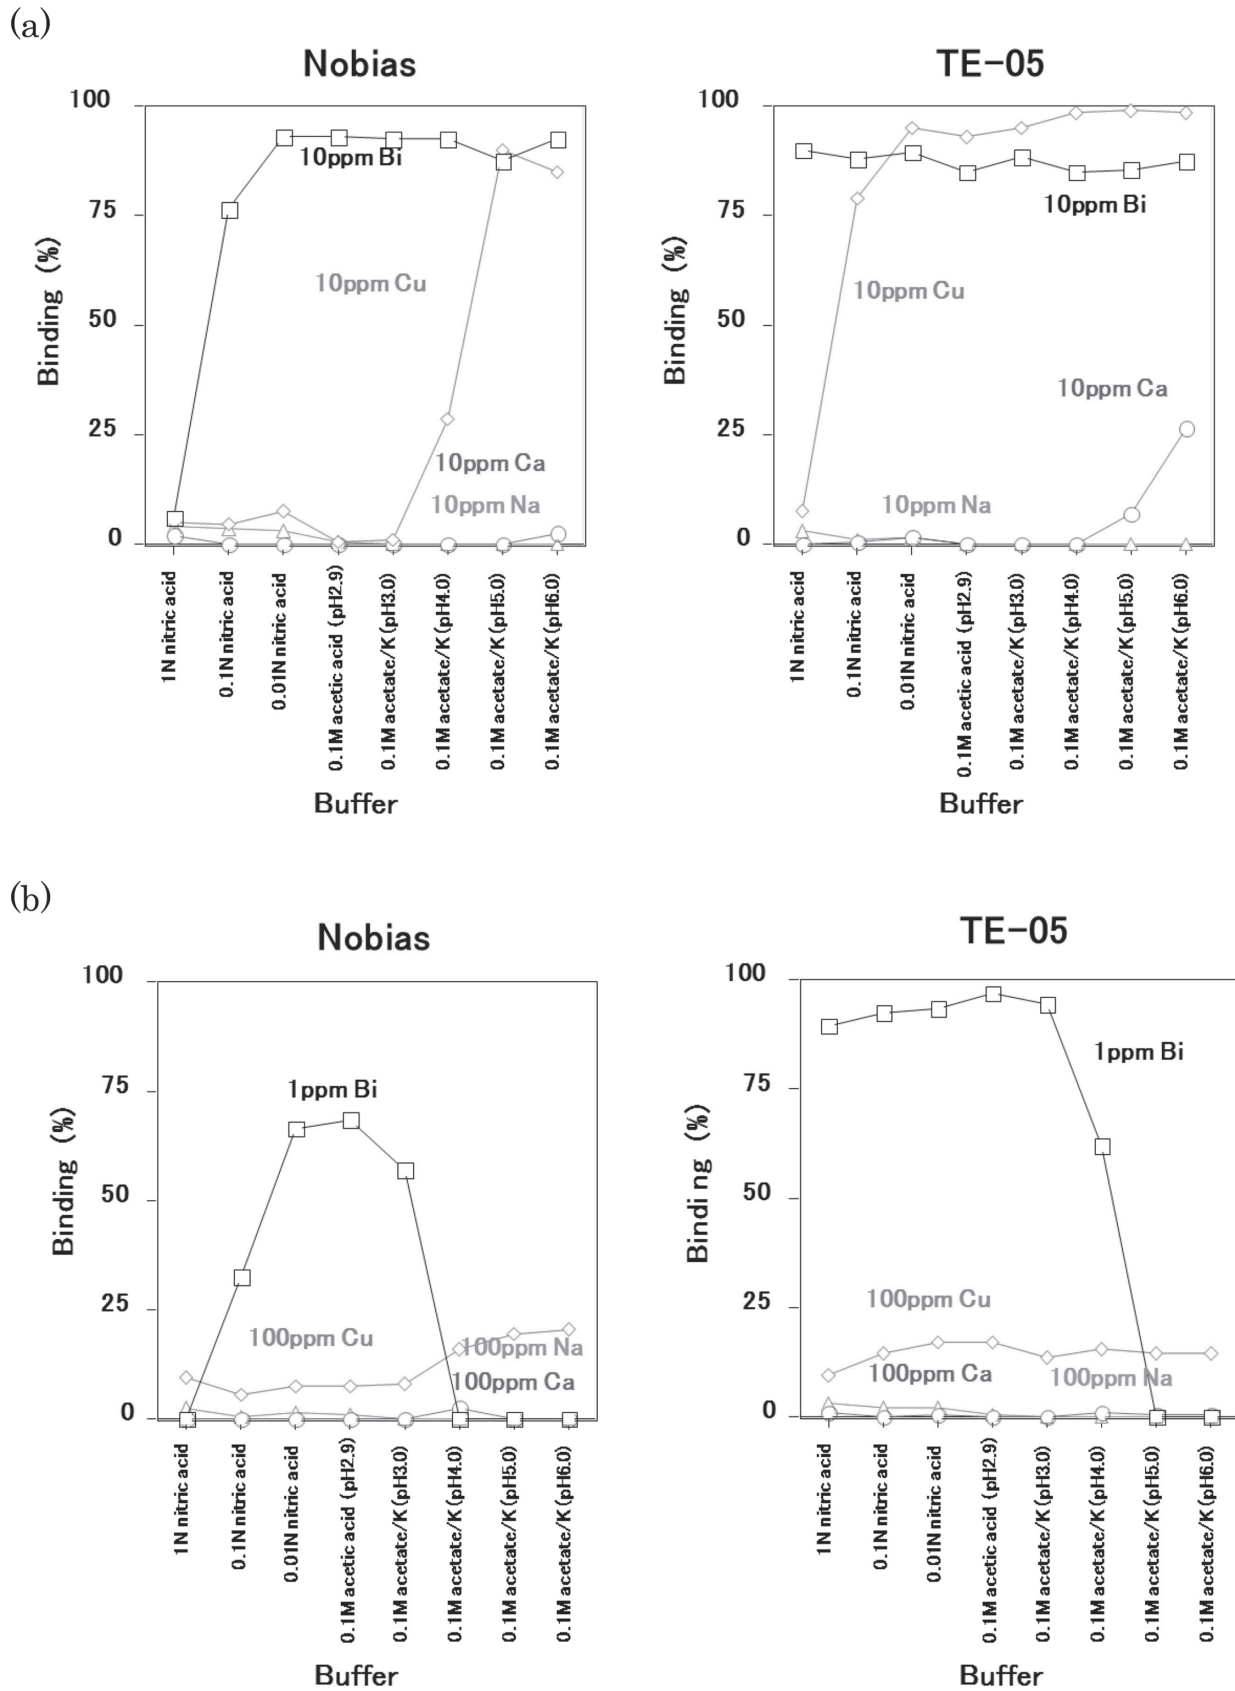 (a)
Nobias
100
75
50
25
0
Binding (%)
10ppm Bi
10ppm Cu
10ppm Ca
10ppm Na
1N nitric acid
0.1N nitric acid
0.01N nitric acid
0.1M acetic acid (pH2.9)
0.1M acetate/K (pH3.0)
0.1M acetate/K (pH4.0)
0.1M acetate/K (pH5.0)
0.1M acetate/K (pH6.0)
Buffer
TE-05
100
75
50
25
0
Binding (%)
10ppm Bi
10ppm Cu
10ppm Ca
10ppm Na
1N nitric acid
0.1N nitric acid
0.01N nitric acid
0.1M acetic acid (pH2.9)
0.1M acetate/K (pH3.0)
0.1M acetate/K (pH4.0)
0.1M acetate/K (pH5.0)
0.1M acetate/K (pH6.0)
Buffer
(b)
Nobias
100
75
50
25
0
Binding (%)
1ppm Bi
100ppm Cu
100ppm Na
100ppm Ca
1N nitric acid
0.1N nitric acid
0.01N nitric acid
0.1M acetic acid (pH2.9)
0.1M acetate/K (pH3.0)
0.1M acetate/K (pH4.0)
0.1M acetate/K (pH5.0)
0.1M acetate/K (pH6.0)
Buffer
TE-05
100
75
50
25
0
Binding (%)
1ppm Bi
100ppm Cu
100ppm Ca
100ppm Na
1N nitric acid
0.1N nitric acid
0.01N nitric acid
0.1M acetic acid (pH2.9)
0.1M acetate/K (pH3.0)
0.1M acetate/K (pH4.0)
0.1M acetate/K (pH5.0)
0.1M acetate/K (pH6.0)
Buffer